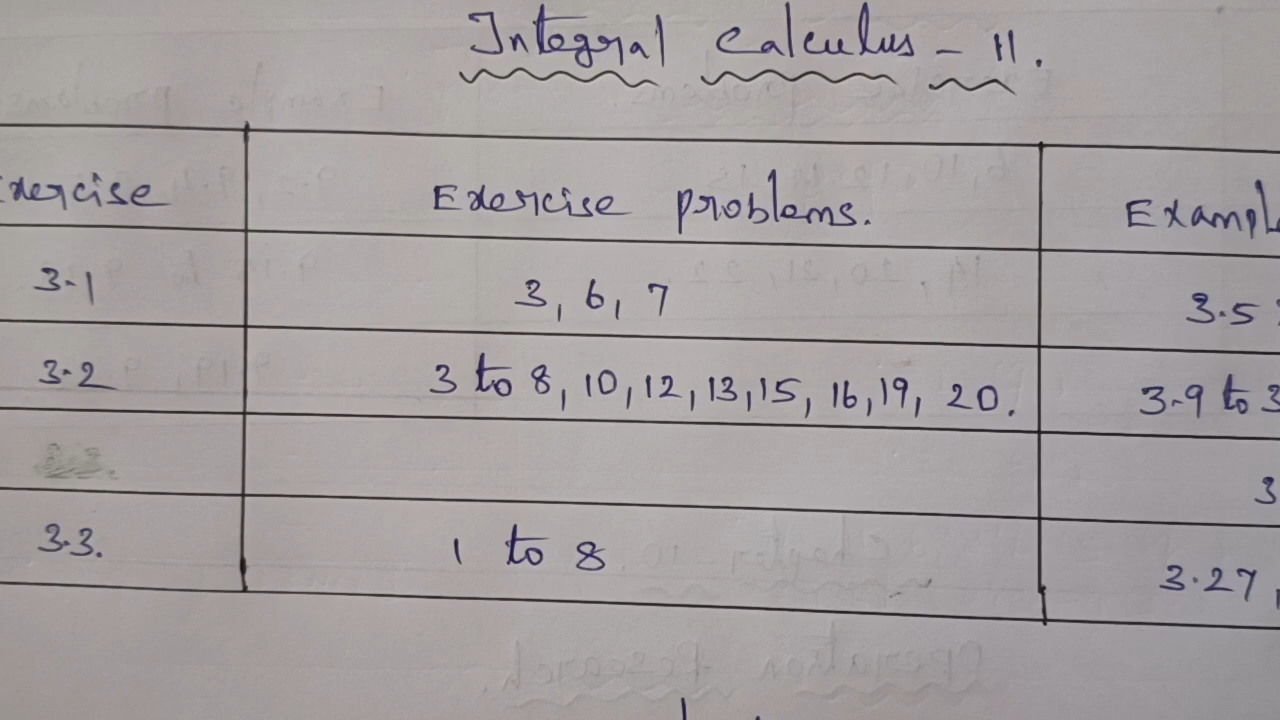 Integral Calculus - II.
Exercise problems.
3.1 3, 6, 7 3.5
3.2 3 to 8, 10, 12, 13, 15, 16, 19, 20. 3.9 to 3
3
3.3. 1 to 8 3.27,